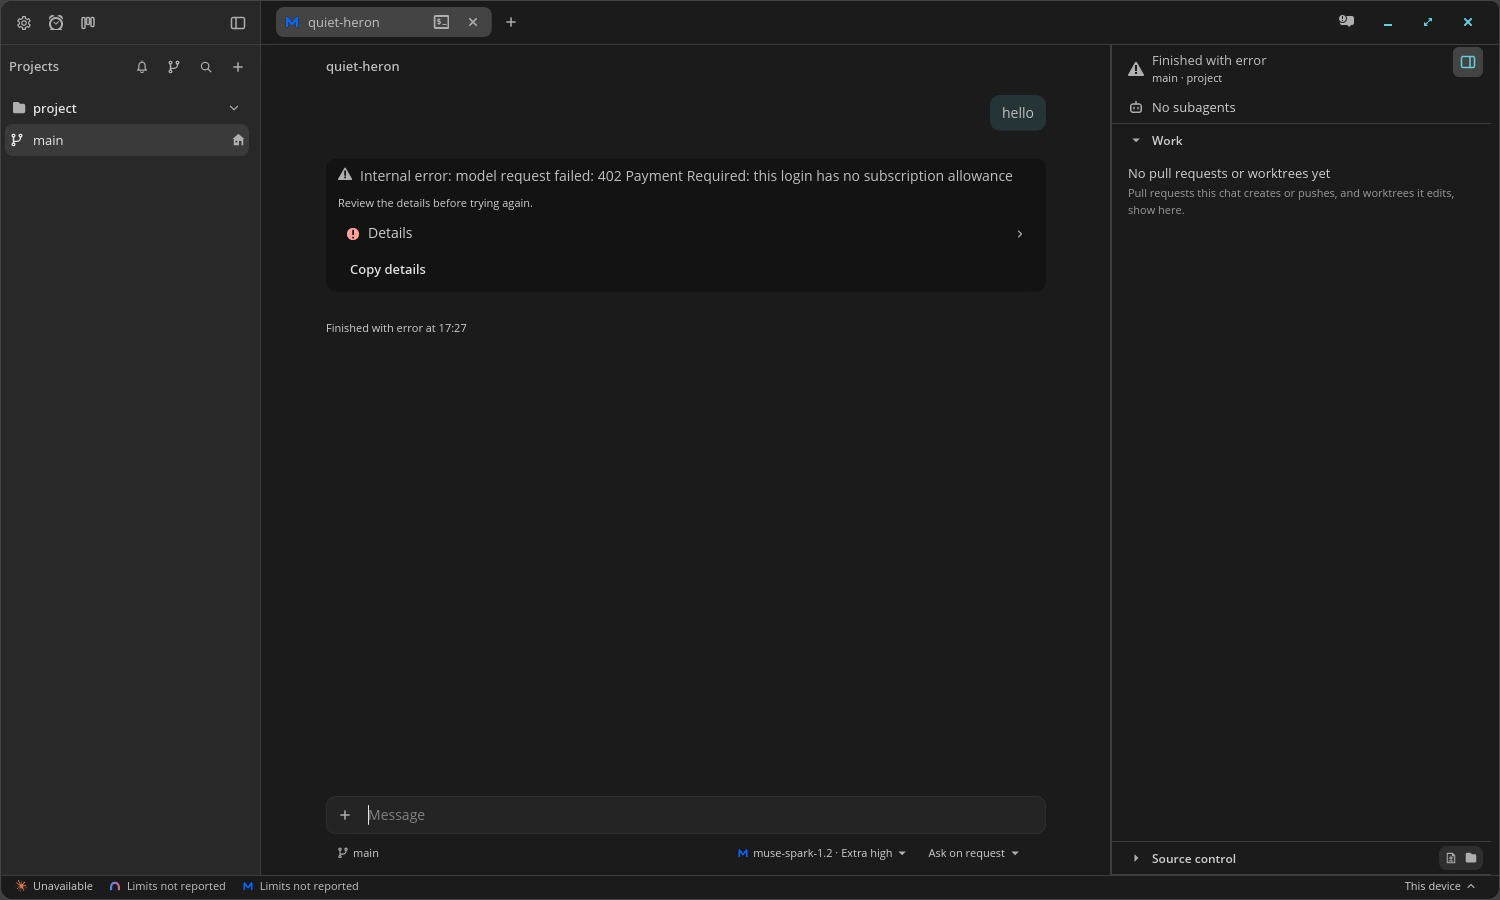 quiet-heron
Projects
project
main
quiet-heron
hello
Internal error: model request failed: 402 Payment Required: this login has no subscription allowance
Review the details before trying again.
Details
Copy details
Finished with error at 17:27
Message
main
muse-spark-1.2 · Extra high
Ask on request
Finished with error
main · project
No subagents
Work
No pull requests or worktrees yet
Pull requests this chat creates or pushes, and worktrees it edits,
show here.
Source control
Unavailable
Limits not reported
Limits not reported
This device